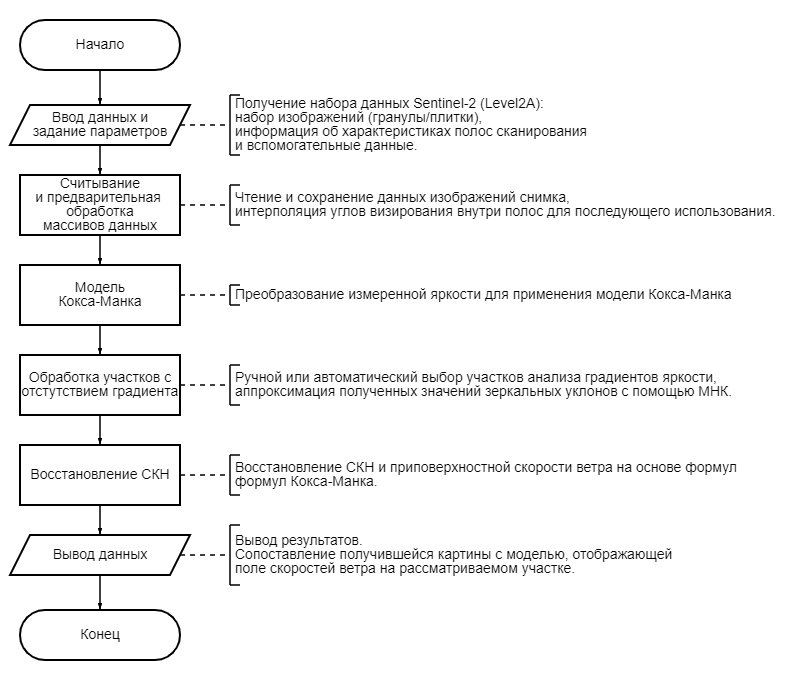 Начало
Ввод данных и
задание параметров
Получение набора данных Sentinel-2 (Level2A):
набор изображений (гранулы/плитки),
информация об характеристиках полос сканирования
и вспомогательные данные.
Считывание
и предварительная
обработка
массивов данных
Чтение и сохранение данных изображений снимка,
интерполяция углов визирования внутри полос для последующего использования.
Модель
Кокса-Манка
Преобразование измеренной яркости для применения модели Кокса-Манка
Обработка участков с
отстутствием градиента
Ручной или автоматический выбор участков анализа градиентов яркости,
аппроксимация полученных значений зеркальных уклонов с помощью МНК.
Восстановление СКН
Восстановление СКН и приповерхностной скорости ветра на основе формул
формул Кокса-Манка.
Вывод данных
Вывод результатов.
Сопоставление получившейся картины с моделью, отображающей
поле скоростей ветра на рассматриваемом участке.
Конец